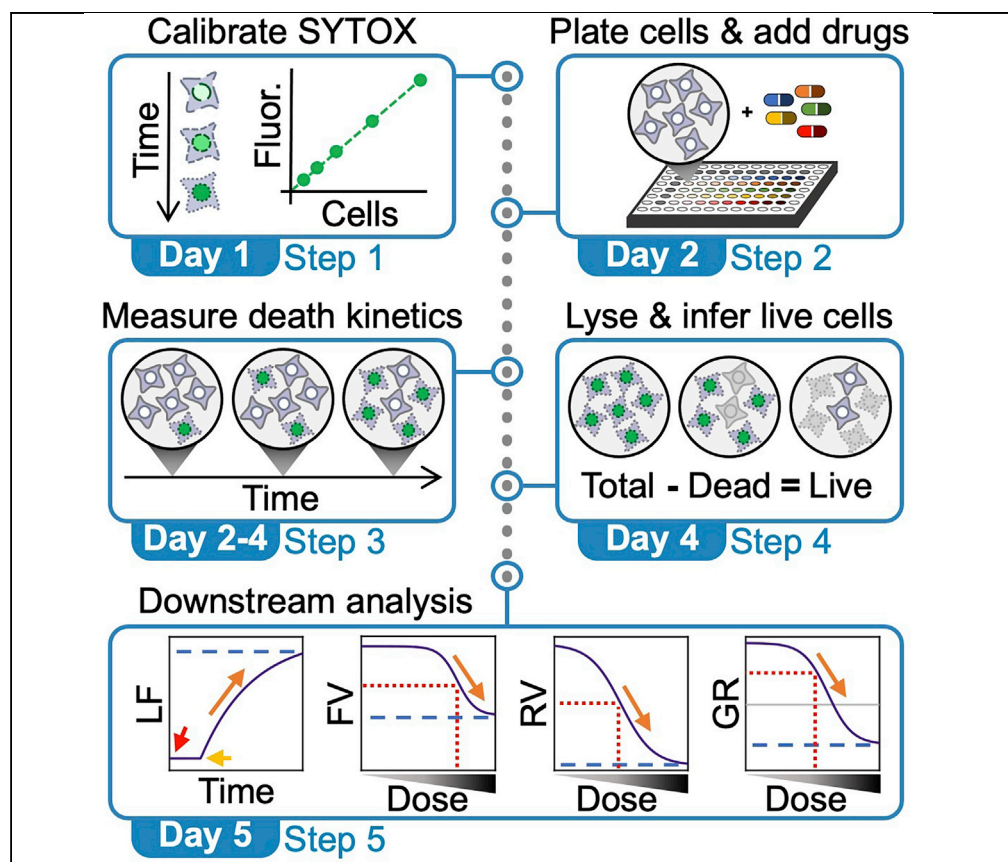 Calibrate SYTOX
Time
Fluor.
Cells
Day 1 Step 1
Plate cells & add drugs
+
Day 2 Step 2
Measure death kinetics
Time
Day 2-4 Step 3
Lyse & infer live cells
Total - Dead = Live
Day 4 Step 4
Downstream analysis
LF
Time
FV
Dose
RV
Dose
GR
Dose
Day 5 Step 5